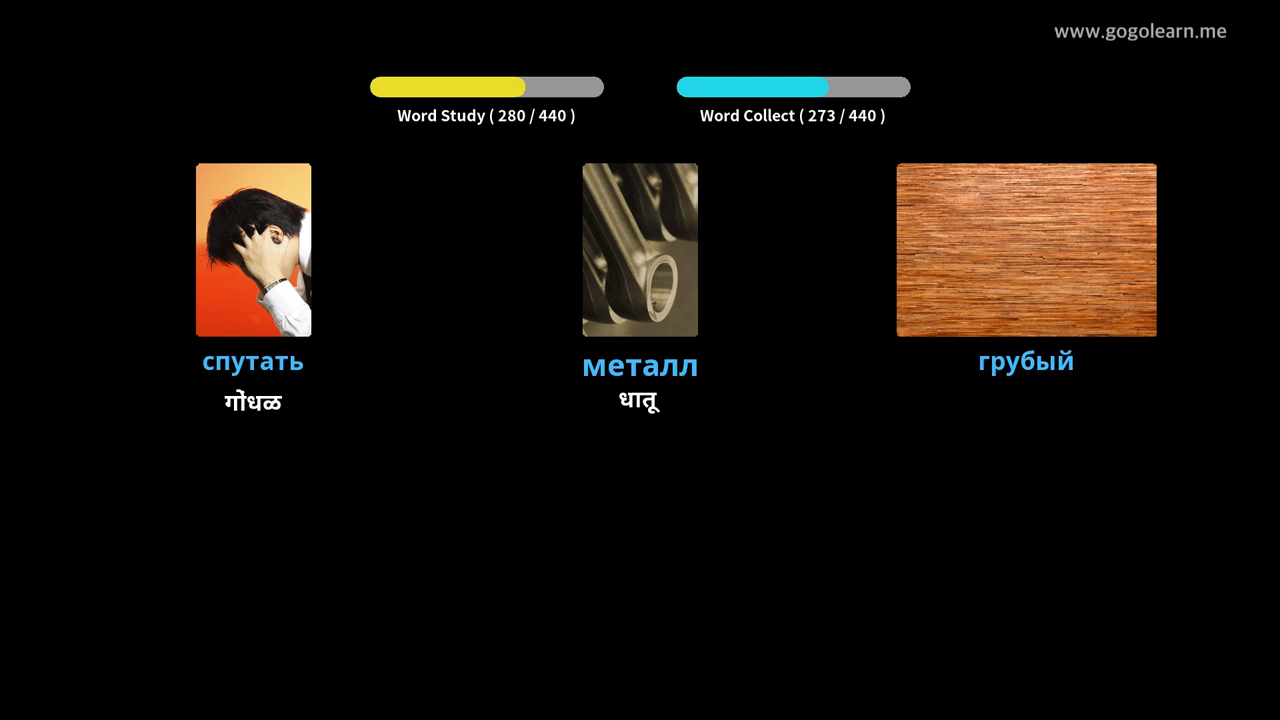 www.gogolearn.me
Word Study ( 280 / 440 )
Word Collect ( 273 / 440 )
спутать
металл
грубый
गोंधळ
धातू